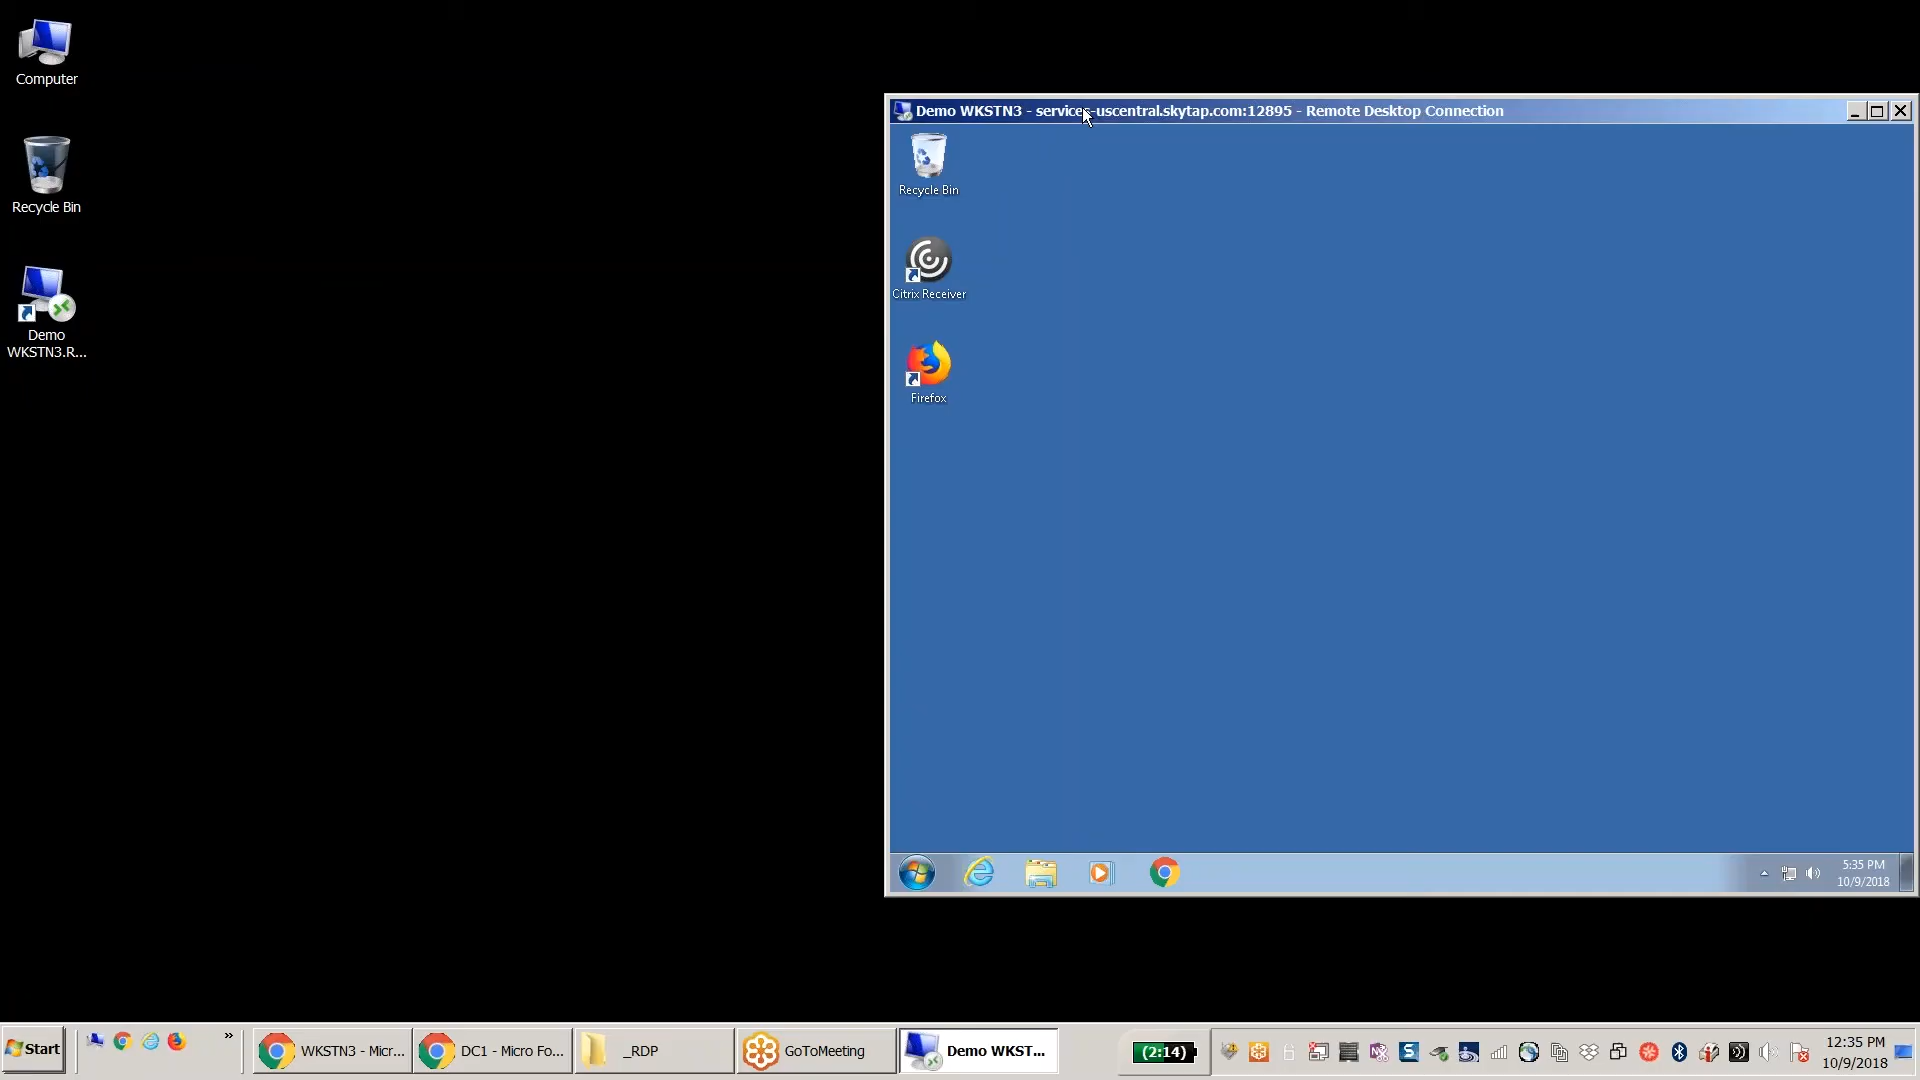 Computer
Recycle Bin
Demo
WKSTN3.R...
Demo WKSTN3 - services-uscentral.skytap.com:12895 - Remote Desktop Connection
Recycle Bin
Citrix Receiver
Firefox
5:35 PM
10/9/2018
Start
»
WKSTN3 - Micr...
DC1 - Micro Fo...
_RDP
GoToMeeting
Demo WKST...
(2:14)
12:35 PM
10/9/2018